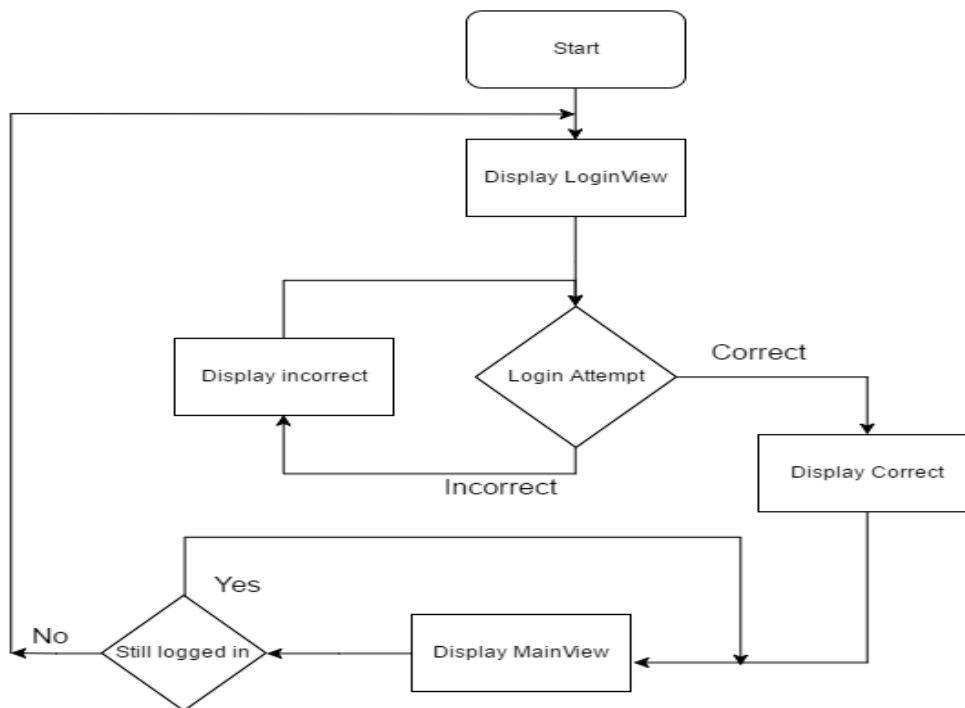 Start
Display LoginView
Display incorrect
Login Attempt
Correct
Display Correct
Incorrect
Yes
No
Still logged in
Display MainView